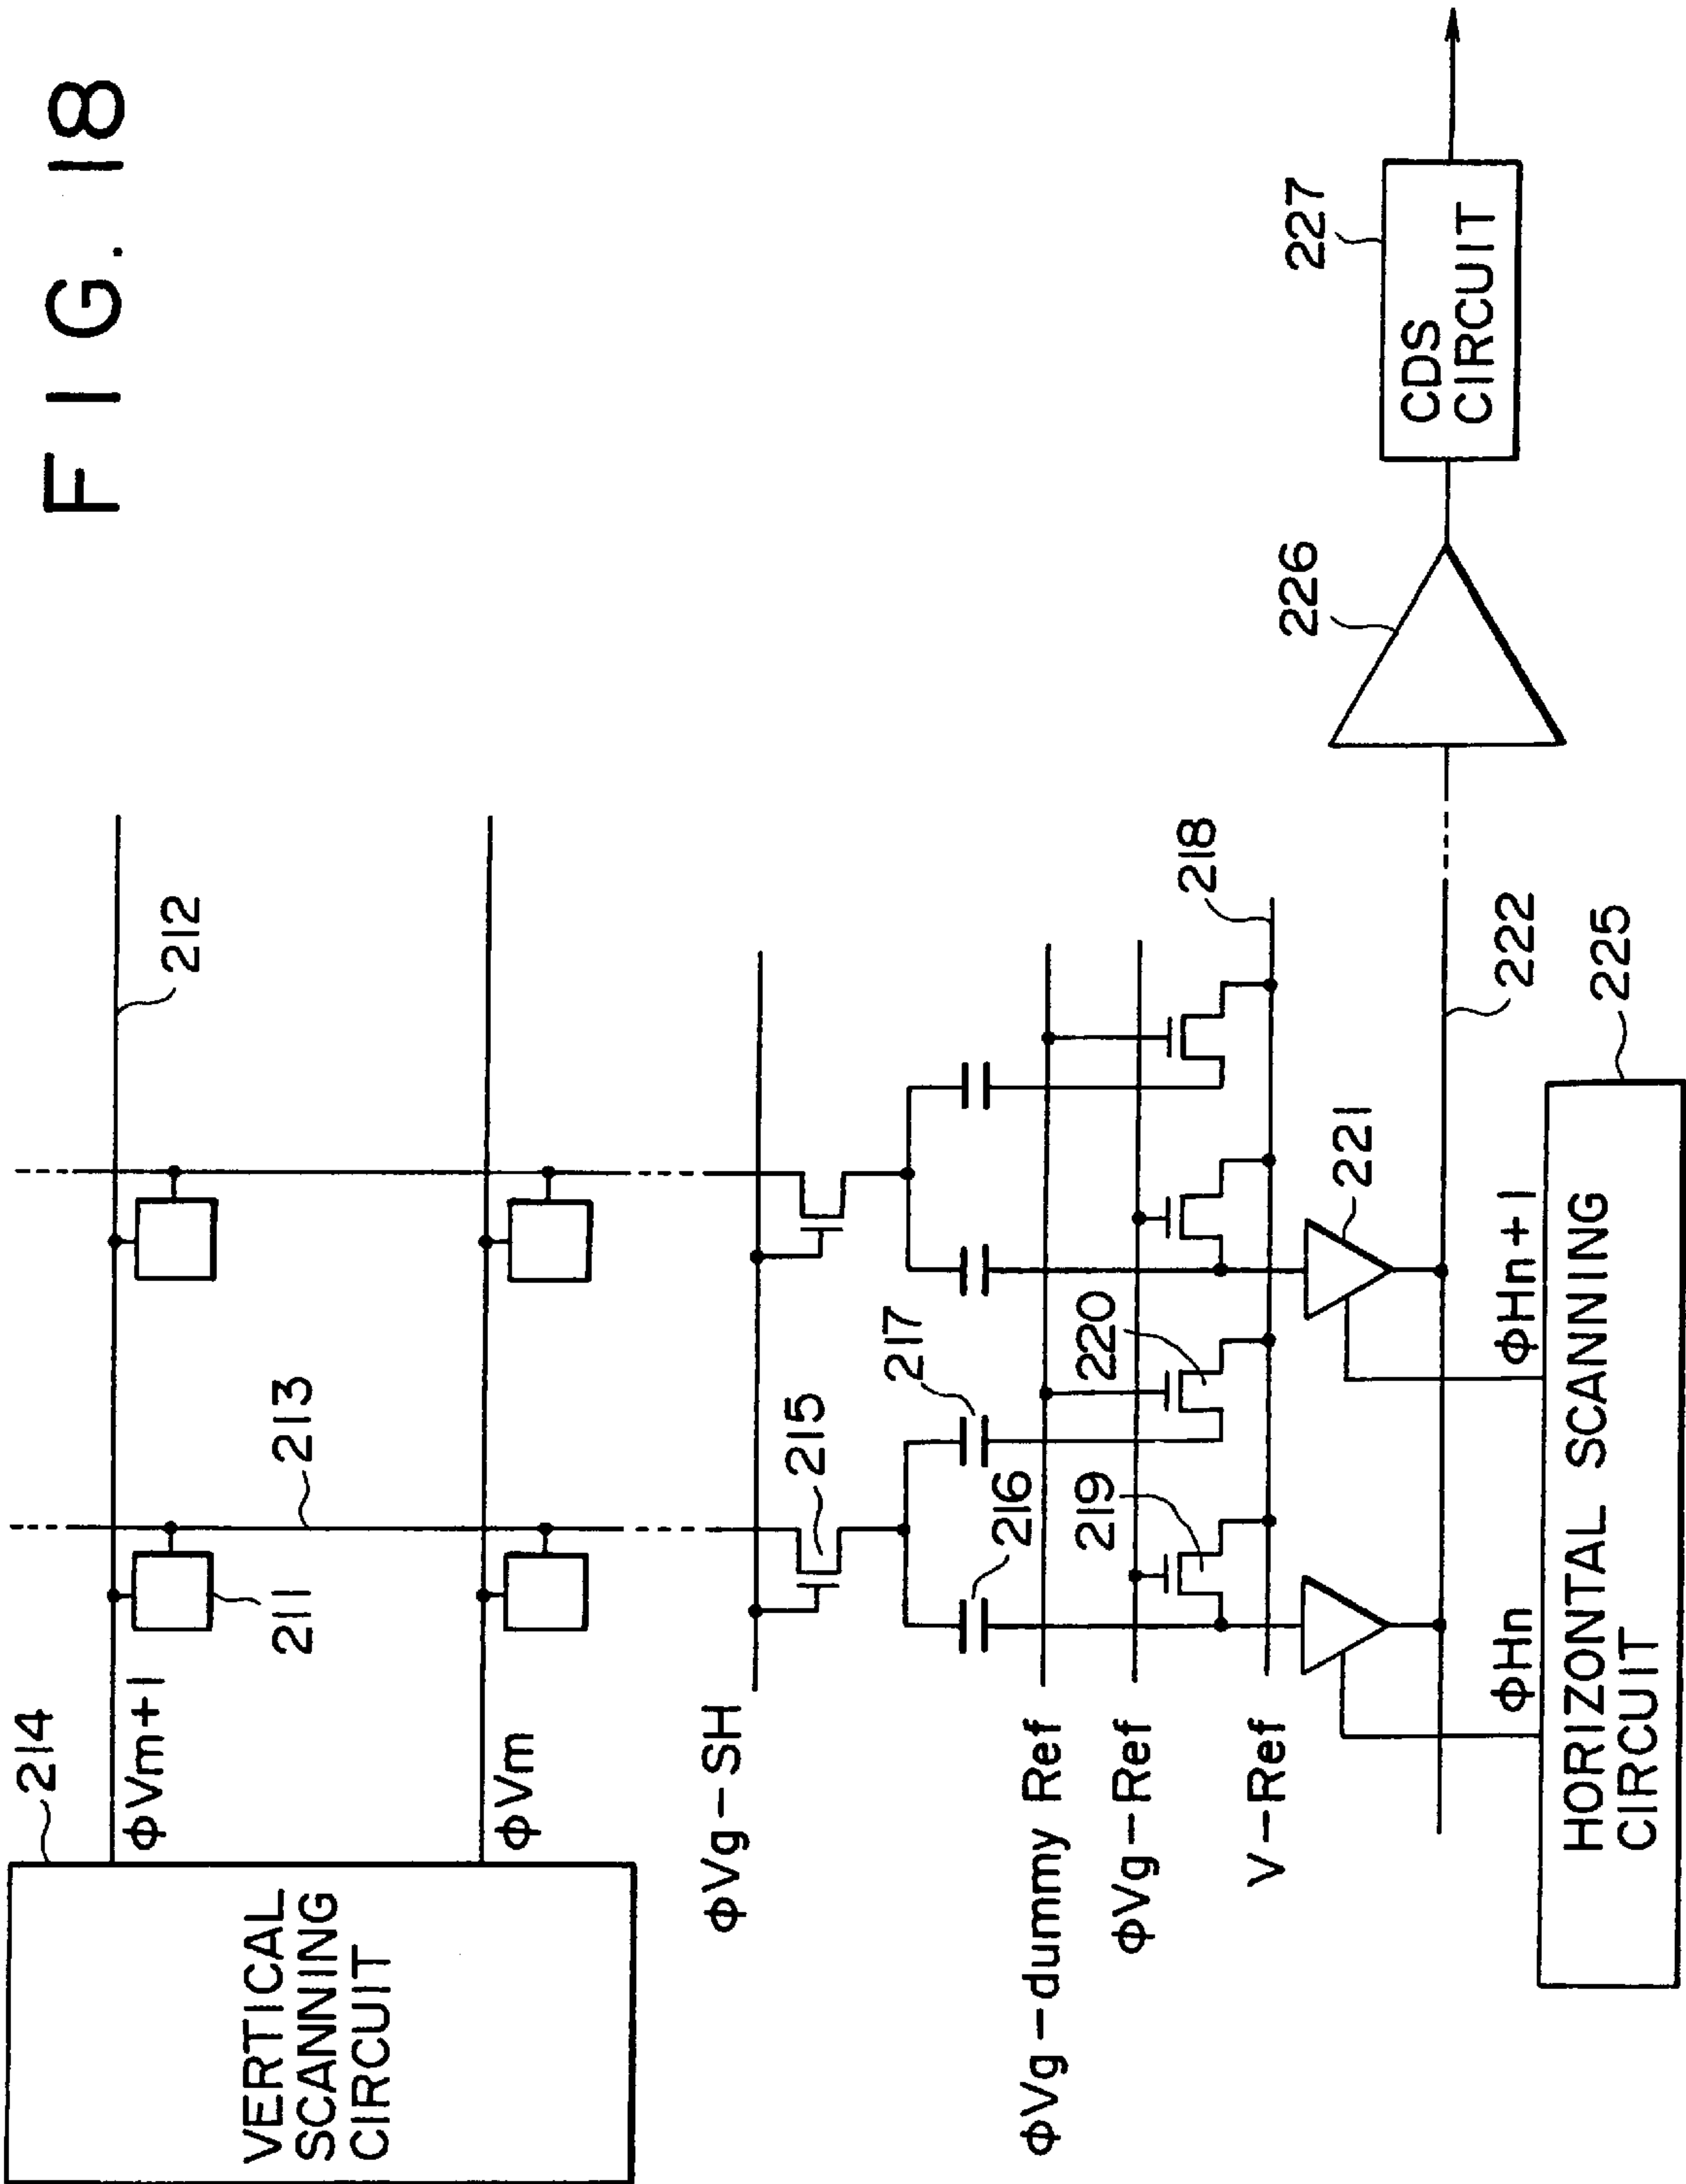 FIG. 18
214
VERTICAL
SCANNING
CIRCUIT
ΦVm+1
ΦVm
211
213
212
ΦVg-SH
215
217
216
ΦVg-dummy Ref
ΦVg-Ref
V-Ref
219
220
218
221
ΦHn
ΦHn+1
222
225
HORIZONTAL SCANNING
CIRCUIT
226
227
CDS
CIRCUIT